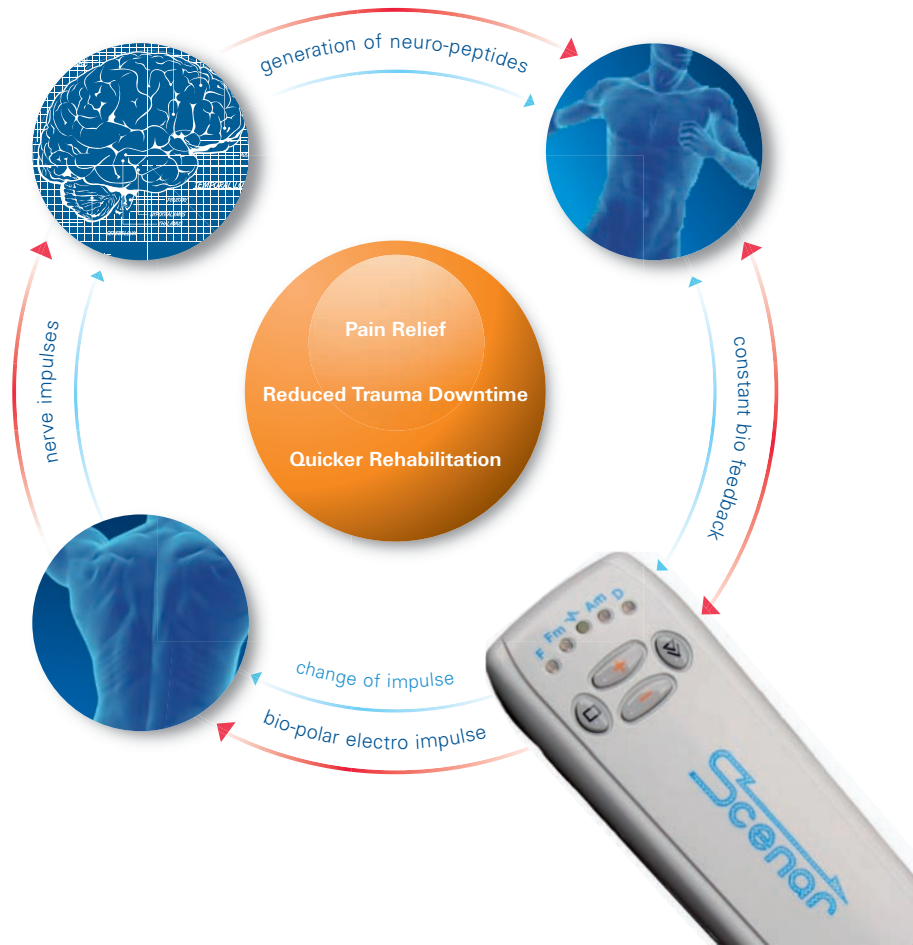 generation of neuro-peptides
TEMPORAL L
nerve impulses
Pain Relief
Reduced Trauma Downtime
Quicker Rehabilitation
constant bio feedback
change of impulse
bio-polar electro impulse
F Fm Am D
Scenar